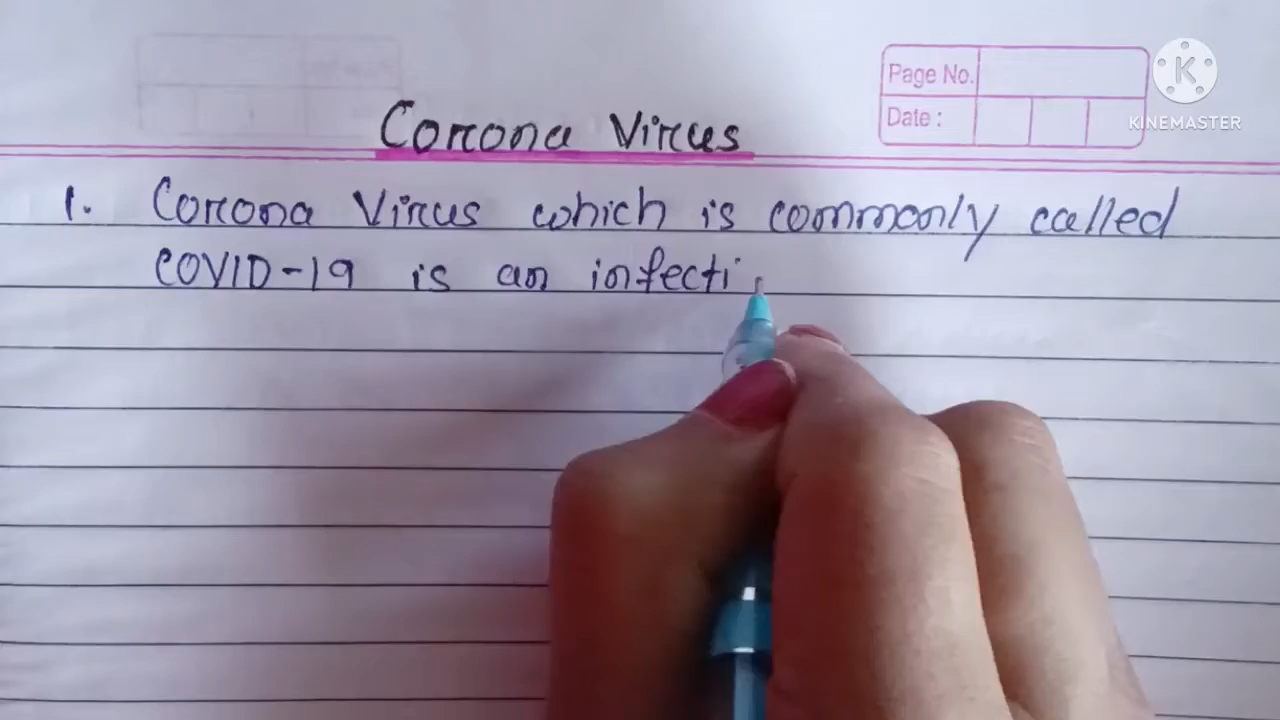 Page No.
Date :
K
KINEMASTER
Corona Virus
1. Corona Virus which is commonly called
COVID-19 is an infecti